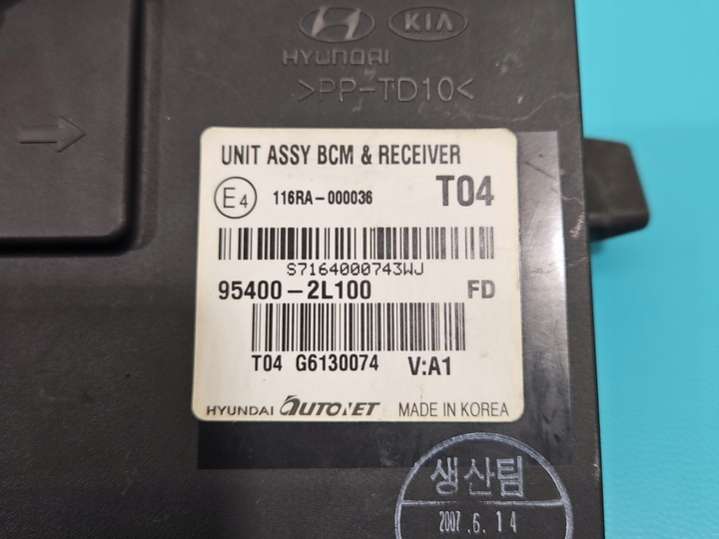 HYUNDAI KIA
>PP-TD10<
UNIT ASSY BCM & RECEIVER
E4 116RA-000036 T04
S7164000743WJ
95400-2L100 FD
T04 G6130074 V:A1
HYUNDAI AUTONET MADE IN KOREA
생산팀
2007.6.14